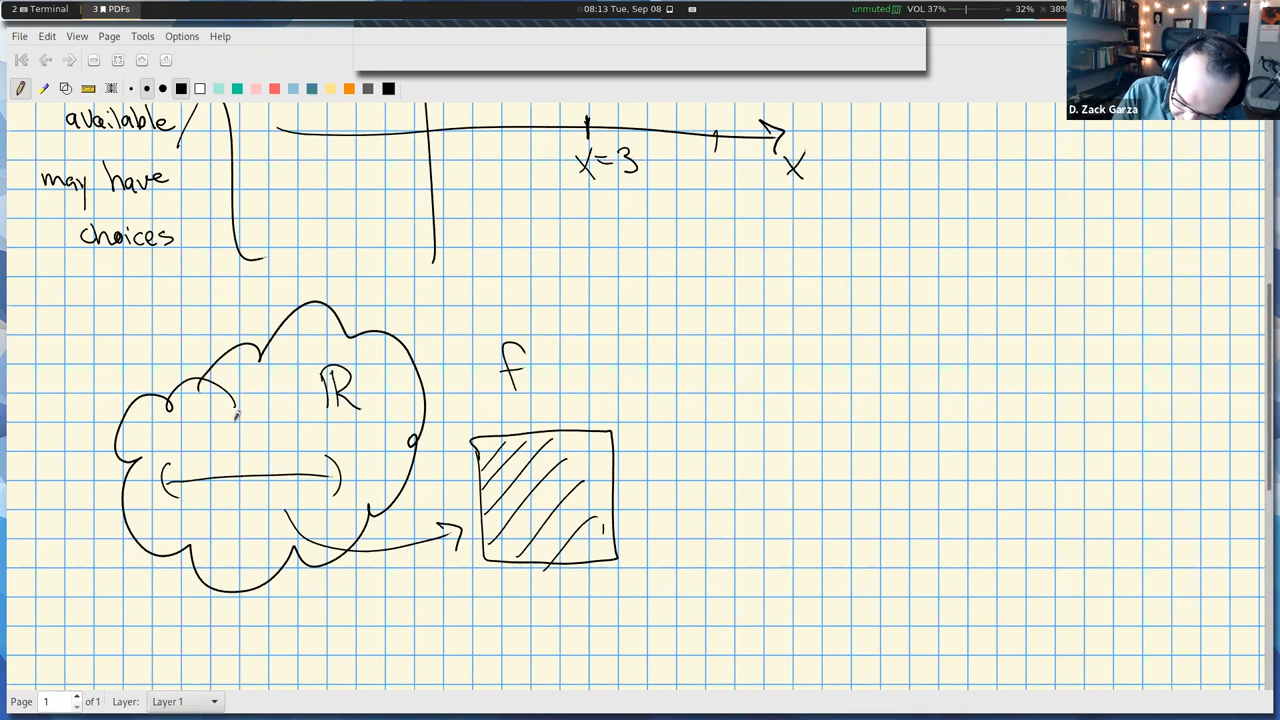 2 Terminal 3 PDFs 08:13 Tue, Sep 08 unmuted VOL 37% = 32% 38%
File Edit View Page Tools Options Help
D. Zack Garza
available
may have
choices
x=3
x
ℝ
f
Page 1 of 1 Layer: Layer 1